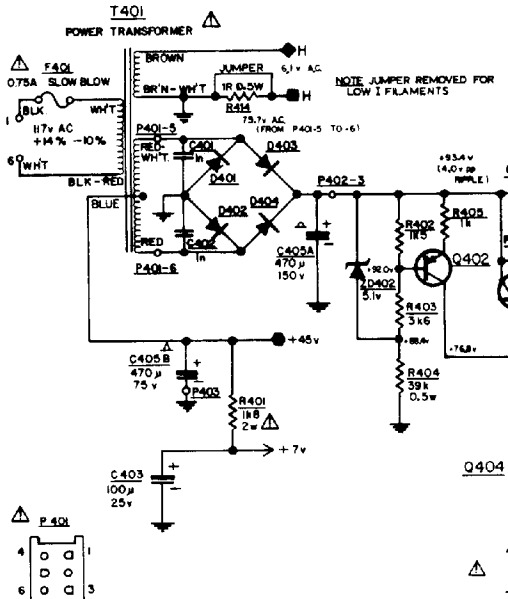 T401
POWER TRANSFORMER
F401
0.75A SLOW BLOW
BLK
WH'T
1
117v AC
+14% -10%
6
WH'T
BLK-RED
BLUE
BROWN
H
6,1v A.C.
JUMPER
BR'N-WH'T
1R 0.5W
H
R414
NOTE JUMPER REMOVED FOR
LOW I FILAMENTS
75.7v AC
(FROM P401-5 TO -6)
P401-5
RED-
WH'T.
C401
1n
D401
D403
D402
D404
C402
1n
RED
P401-6
P402-3
+93.4v
(4.0v pp
RIPPLE)
C405A
470µ
150v
R402
1k5
R405
1k
+92.0v
Q402
ZD402
5.1v
R403
3k6
+88.4v
+76.8v
R404
39k
0.5w
+45v
C405B
470µ
75v
P403
R401
1k8
2w
+7v
C403
100µ
25v
Q404
P401
4
1
6
3